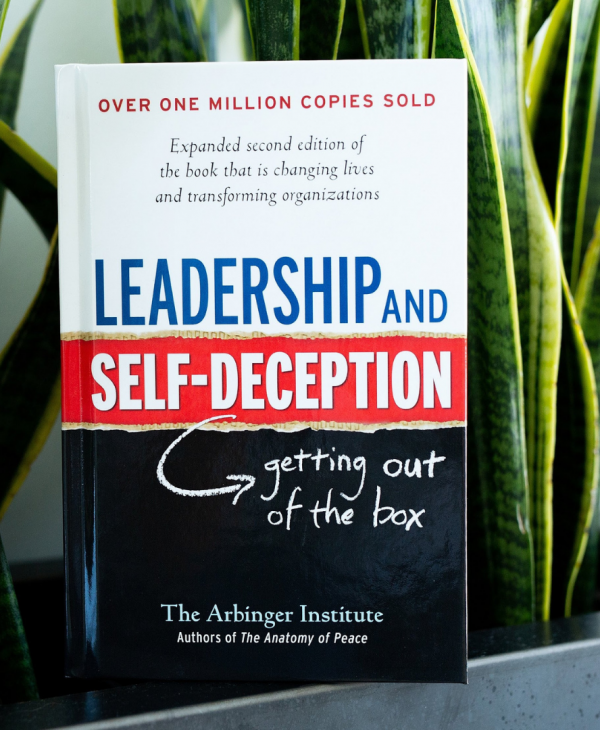 OVER ONE MILLION COPIES SOLD
Expanded second edition of
the book that is changing lives
and transforming organizations
LEADERSHIP AND
SELF-DECEPTION
getting out
of the box
The Arbinger Institute
Authors of The Anatomy of Peace